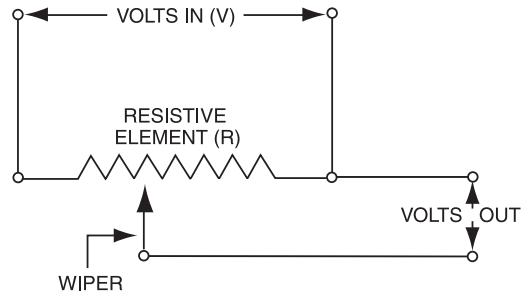 VOLTS IN (V)
RESISTIVE
ELEMENT (R)
VOLTS OUT
WIPER